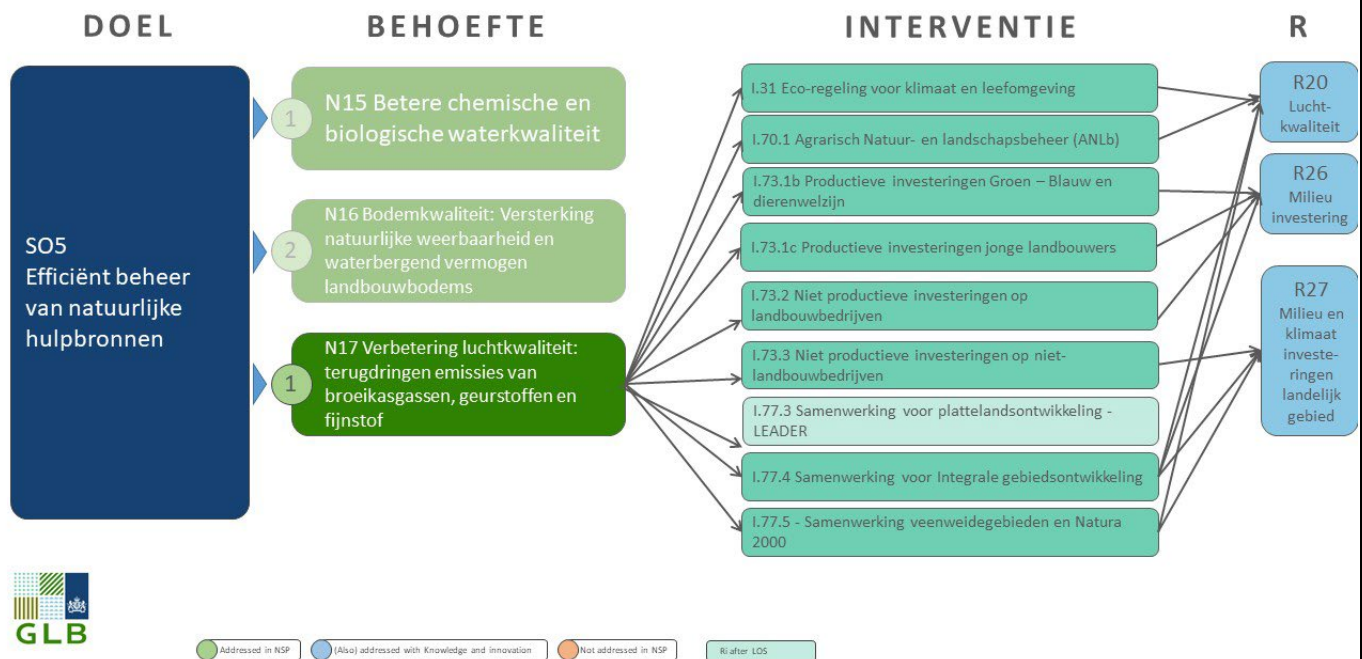 DOEL
BEHOEFTE
INTERVENTIE
R
SO5
Efficiënt beheer
van natuurlijke
hulpbronnen
1
N15 Betere chemische en
biologische waterkwaliteit
2
N16 Bodemkwaliteit: Versterking
natuurlijke weerbaarheid en
waterbergend vermogen
landbouwbodems
1
N17 Verbetering luchtkwaliteit:
terugdringen emissies van
broeikasgassen, geurstoffen en
fijnstof
I.31 Eco-regeling voor klimaat en leefomgeving
I.70.1 Agrarisch Natuur- en landschapsbeheer (ANLb)
I.73.1b Productieve investeringen Groen – Blauw en
dierenwelzijn
I.73.1c Productieve investeringen jonge landbouwers
I.73.2 Niet productieve investeringen op
landbouwbedrijven
I.73.3 Niet productieve investeringen op niet-
landbouwbedrijven
I.77.3 Samenwerking voor plattelandsontwikkeling -
LEADER
I.77.4 Samenwerking voor Integrale gebiedsontwikkeling
I.77.5 - Samenwerking veenweidegebieden en Natura
2000
R20
Lucht-
kwaliteit
R26
Milieu
investering
R27
Milieu en
klimaat
investe-
ringen
landelijk
gebied
GLB
Addressed in NSP
(Also) addressed with Knowledge and innovation
Not addressed in NSP
Ri after LOS